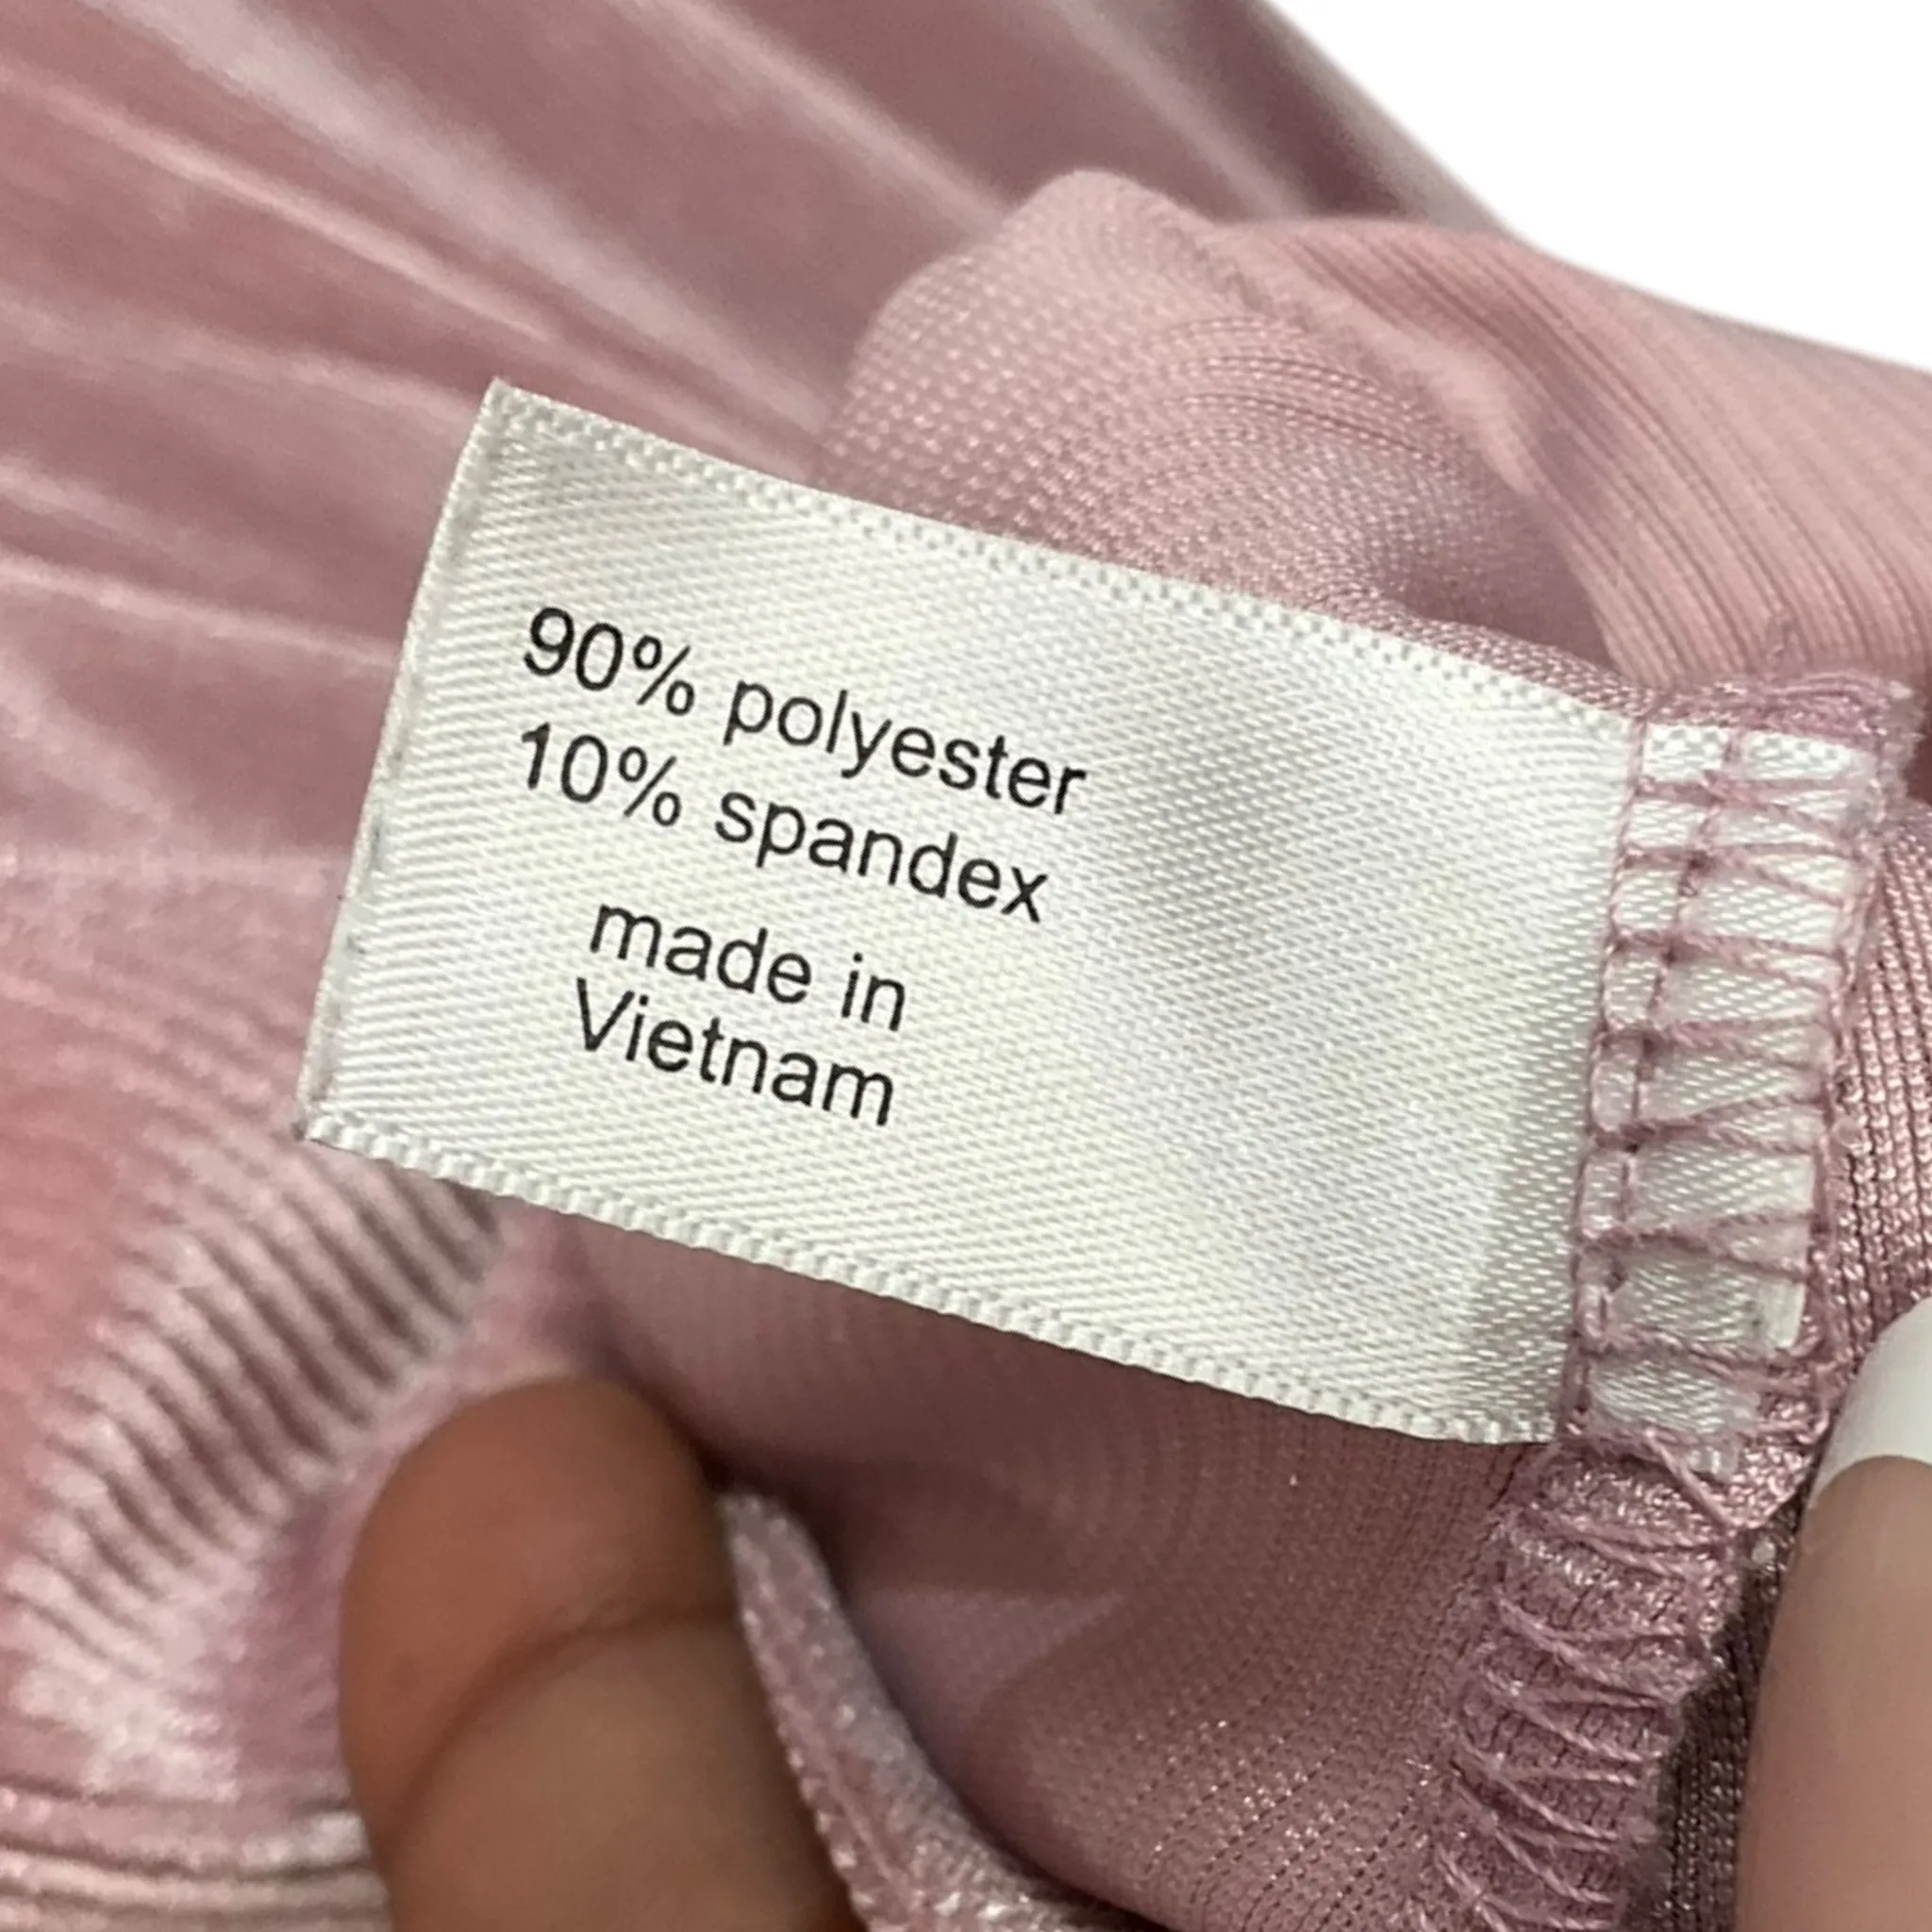 90% polyester
10% spandex
made in
Vietnam